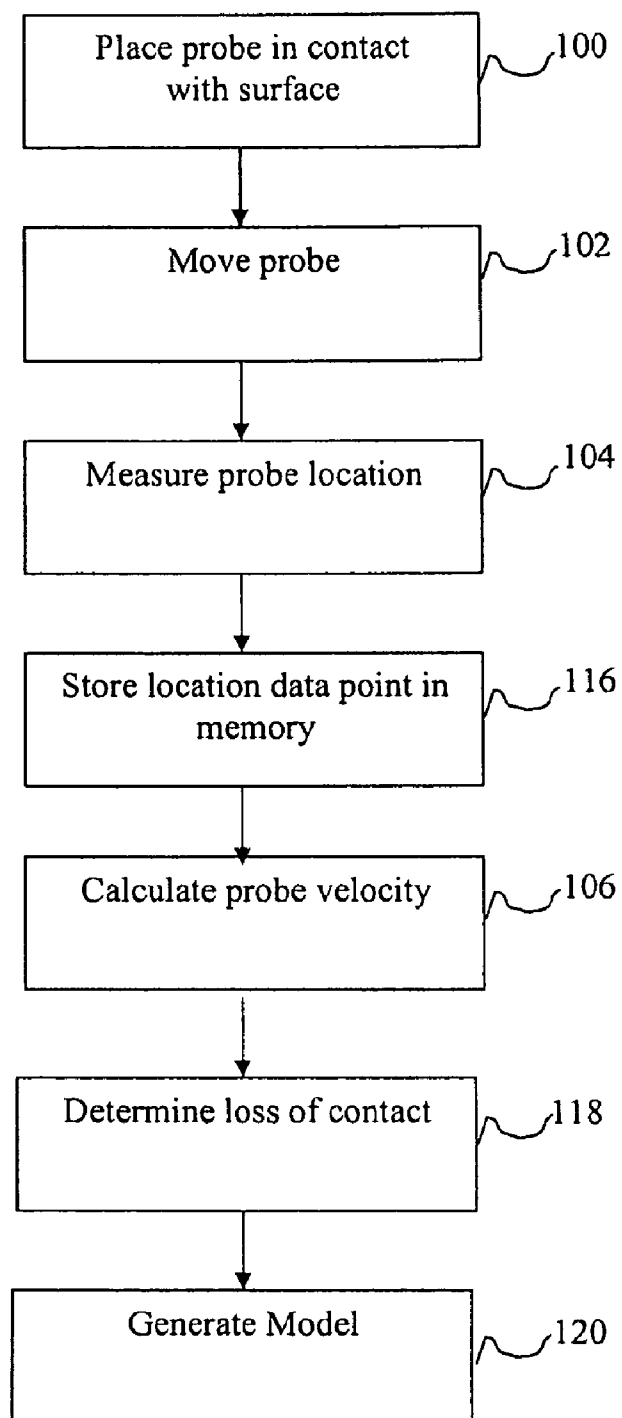 Place probe in contact
with surface
100
Move probe
102
Measure probe location
104
Store location data point in
memory
116
Calculate probe velocity
106
Determine loss of contact
118
Generate Model
120